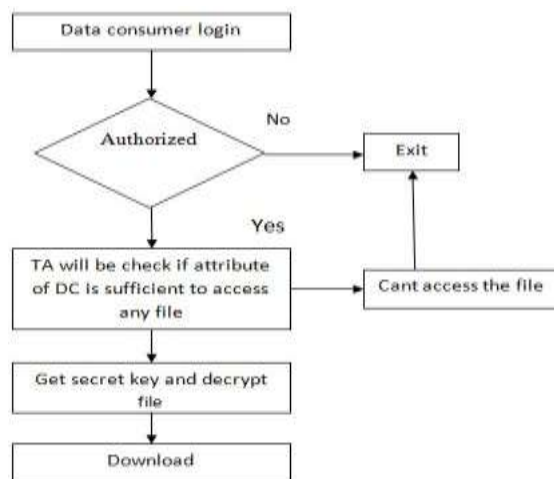 Data consumer login
Authorized
No
Exit
Yes
TA will be check if attribute
of DC is sufficient to access
any file
Cant access the file
Get secret key and decrypt
file
Download